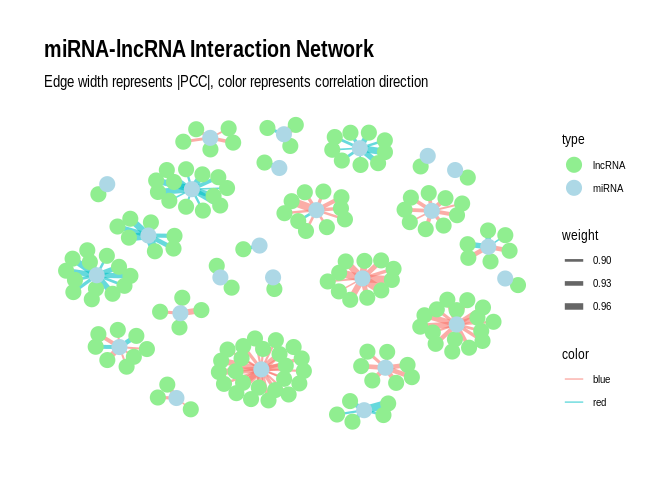 miRNA-lncRNA Interaction Network
Edge width represents |PCC|, color represents correlation direction
type
lncRNA
miRNA
weight
0.90
0.93
0.96
color
blue
red